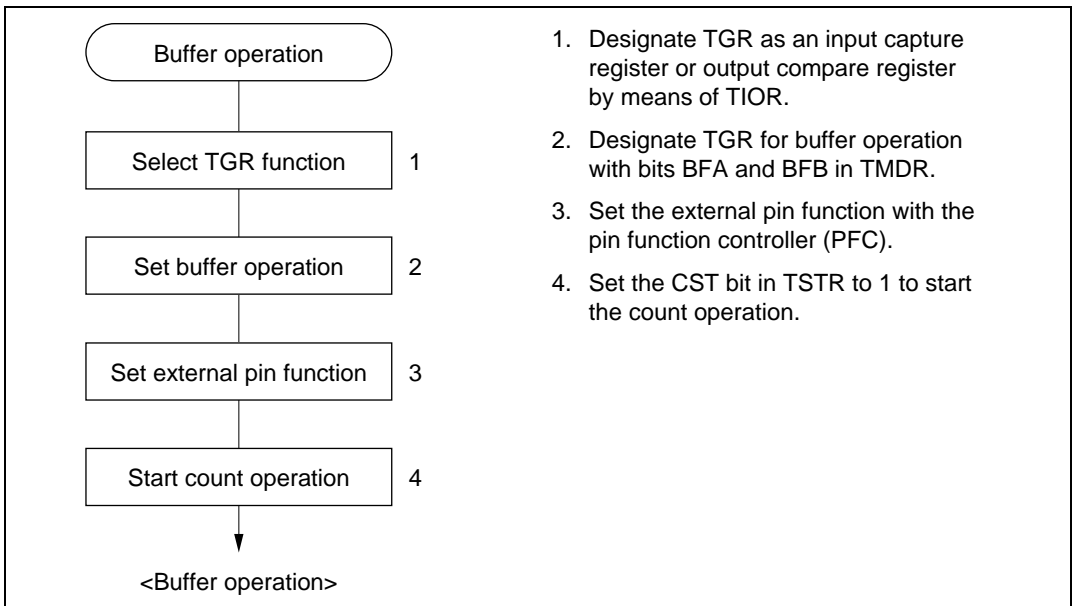 Buffer operation
Select TGR function 1
Set buffer operation 2
Set external pin function 3
Start count operation 4
<Buffer operation>
1. Designate TGR as an input capture
register or output compare register
by means of TIOR.
2. Designate TGR for buffer operation
with bits BFA and BFB in TMDR.
3. Set the external pin function with the
pin function controller (PFC).
4. Set the CST bit in TSTR to 1 to start
the count operation.